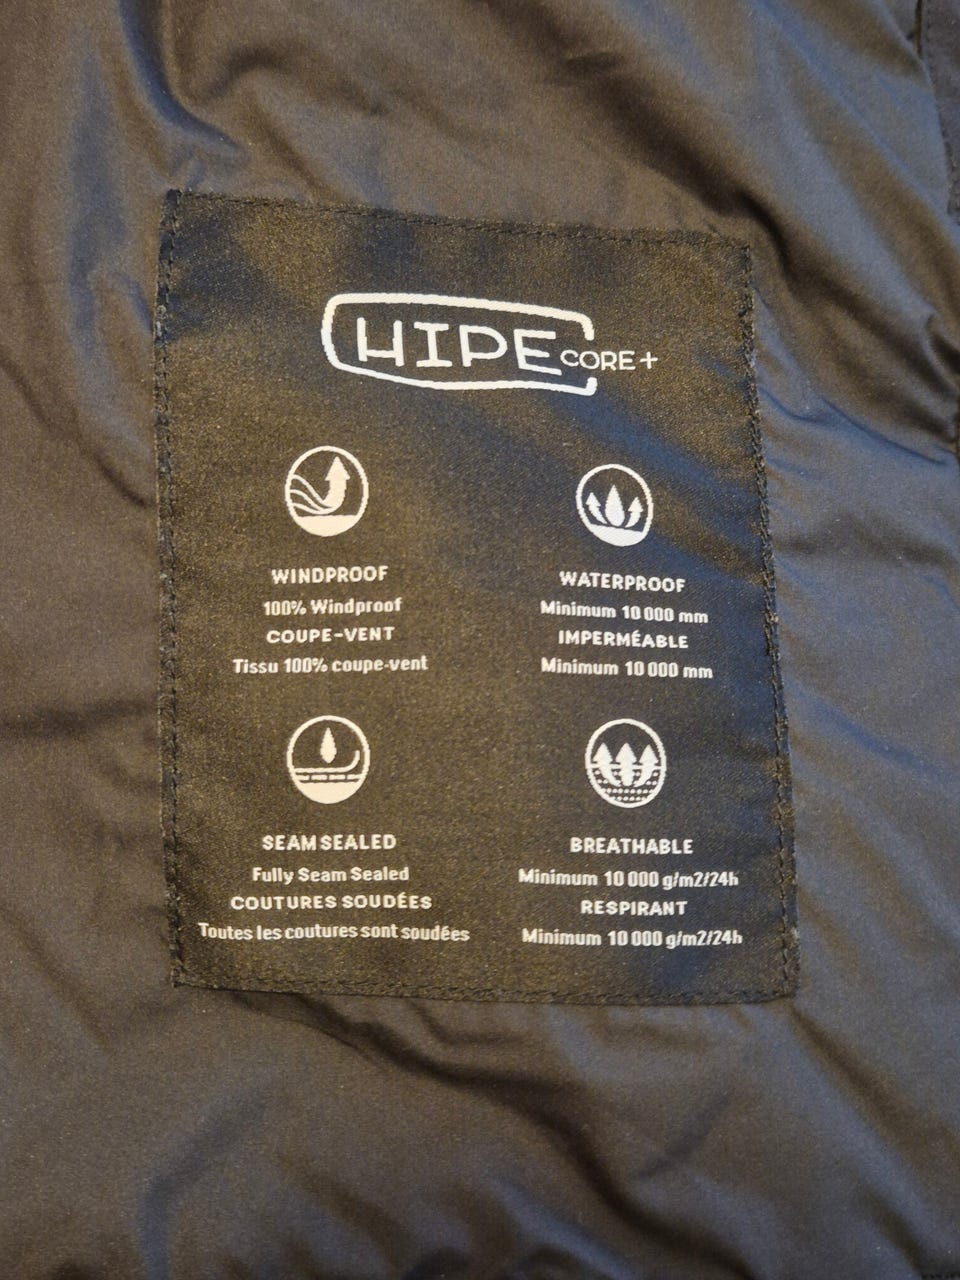 HIPE CORE+
WINDPROOF
100% Windproof
COUPE-VENT
Tissu 100% coupe-vent
WATERPROOF
Minimum 10 000 mm
IMPERMÉABLE
Minimum 10 000 mm
SEAM SEALED
Fully Seam Sealed
COUTURES SOUDÉES
Toutes les coutures sont soudées
BREATHABLE
Minimum 10 000 g/m2/24h
RESPIRANT
Minimum 10 000 g/m2/24h